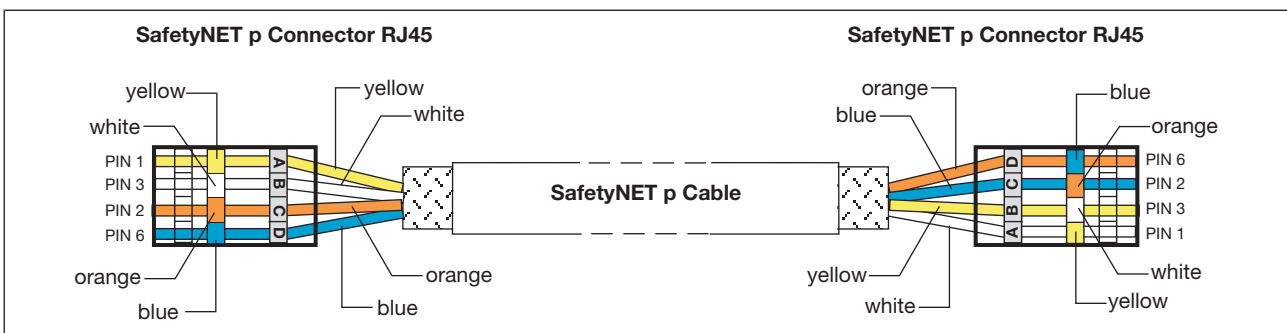 SafetyNET p Connector RJ45
SafetyNET p Connector RJ45
yellow
yellow
white
white
PIN 1
PIN 3
PIN 2
PIN 6
A
B
C
D
orange
blue
orange
blue
SafetyNET p Cable
orange
blue
blue
orange
D
C
B
A
PIN 6
PIN 2
PIN 3
PIN 1
yellow
white
white
yellow